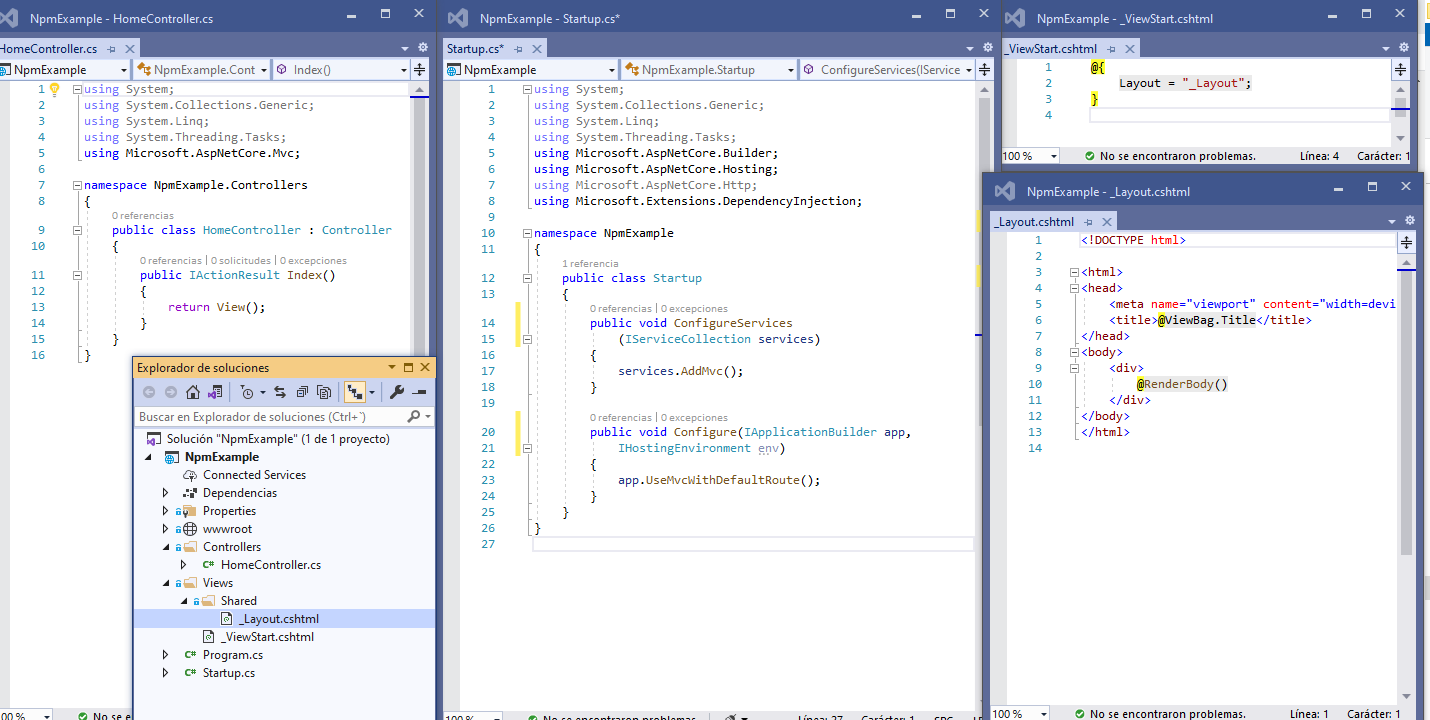 NpmExample - HomeController.cs
HomeController.cs
NpmExample
NpmExample.Cont
Index()
1 using System;
2 using System.Collections.Generic;
3 using System.Linq;
4 using System.Threading.Tasks;
5 using Microsoft.AspNetCore.Mvc;
6
7 namespace NpmExample.Controllers
8 {
0 referencias
9 public class HomeController : Controller
10 {
0 referencias | 0 solicitudes | 0 excepciones
11 public IActionResult Index()
12 {
13 return View();
14 }
15 }
16 }
Explorador de soluciones
Buscar en Explorador de soluciones (Ctrl+`)
Solución "NpmExample" (1 de 1 proyecto)
NpmExample
Connected Services
Dependencias
Properties
wwwroot
Controllers
C# HomeController.cs
Views
Shared
_Layout.cshtml
_ViewStart.cshtml
C# Program.cs
C# Startup.cs
NpmExample - Startup.cs*
Startup.cs*
NpmExample
NpmExample.Startup
ConfigureServices(IService
1 using System;
2 using System.Collections.Generic;
3 using System.Linq;
4 using System.Threading.Tasks;
5 using Microsoft.AspNetCore.Builder;
6 using Microsoft.AspNetCore.Hosting;
7 using Microsoft.AspNetCore.Http;
8 using Microsoft.Extensions.DependencyInjection;
9
10 namespace NpmExample
11 {
1 referencia
12 public class Startup
13 {
0 referencias | 0 excepciones
14 public void ConfigureServices
15 (IServiceCollection services)
16 {
17 services.AddMvc();
18 }
19
0 referencias | 0 excepciones
20 public void Configure(IApplicationBuilder app,
21 IHostingEnvironment env)
22 {
23 app.UseMvcWithDefaultRoute();
24 }
25 }
26 }
27
NpmExample - _ViewStart.cshtml
_ViewStart.cshtml
1 @{
2 Layout = "_Layout";
3 }
4
100 % No se encontraron problemas. Línea: 4 Carácter: 1
NpmExample - _Layout.cshtml
_Layout.cshtml
1 <!DOCTYPE html>
2
3 <html>
4 <head>
5 <meta name="viewport" content="width=devi
6 <title>@ViewBag.Title</title>
7 </head>
8 <body>
9 <div>
10 @RenderBody()
11 </div>
12 </body>
13 </html>
14
100 % No se encontraron problemas. Línea: 1 Carácter: 1